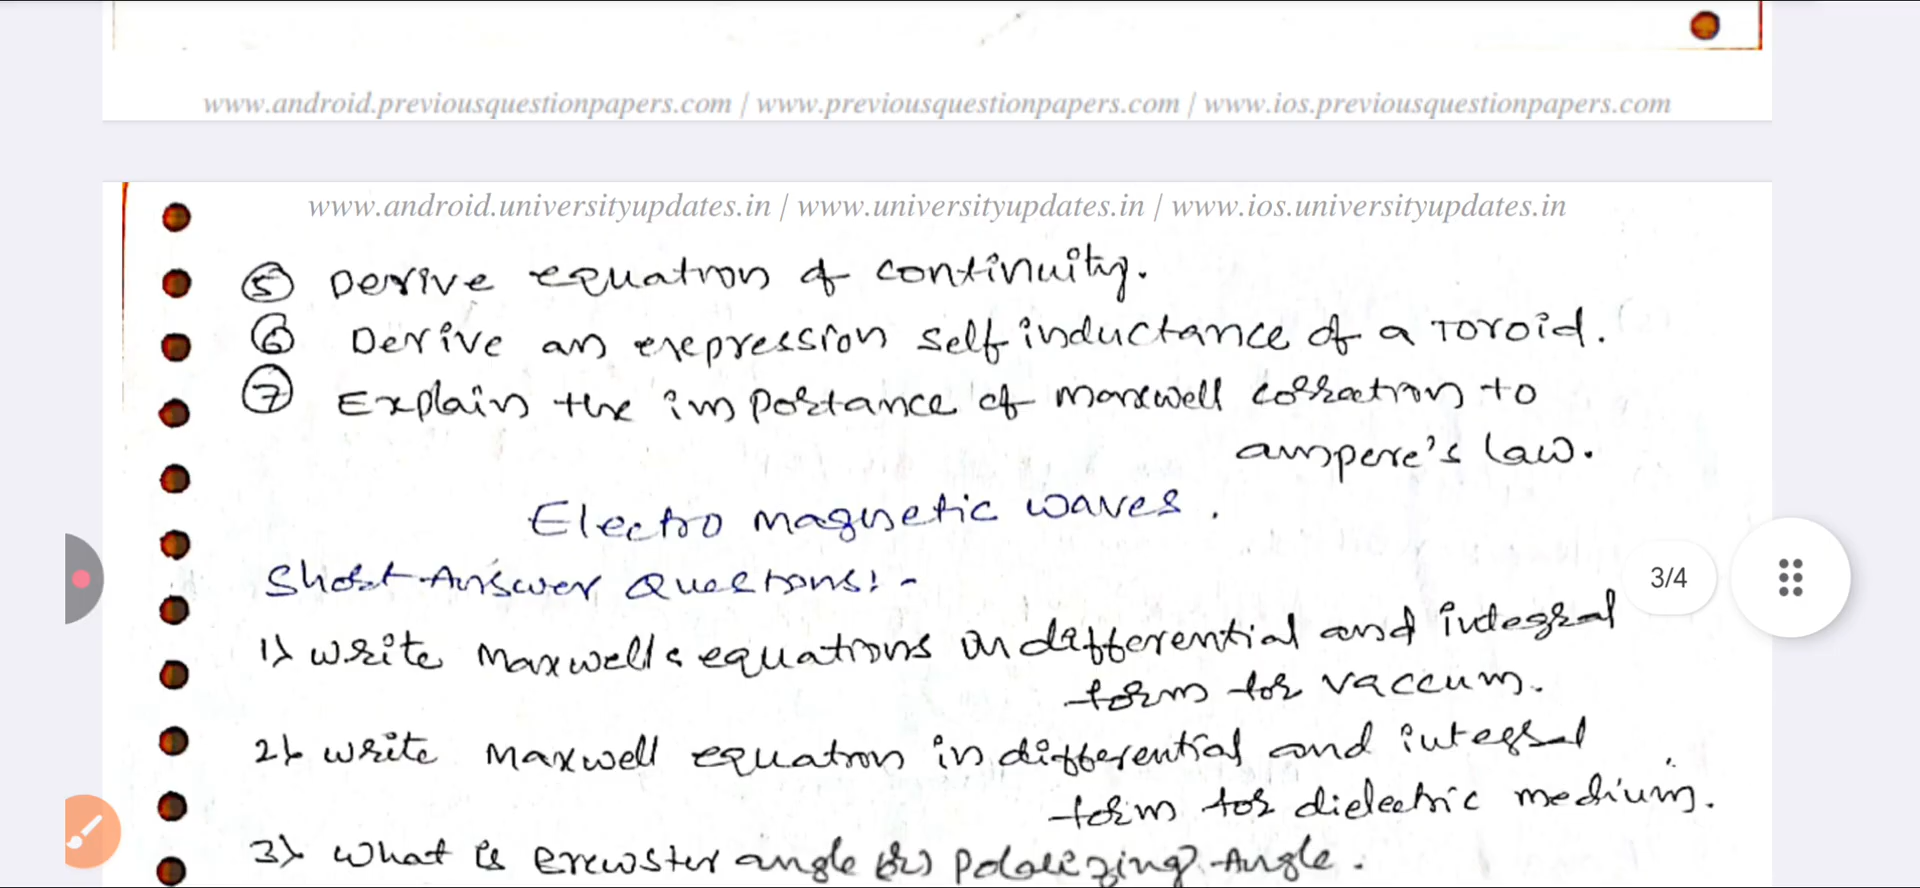 www.android.previousquestionpapers.com | www.previousquestionpapers.com | www.ios.previousquestionpapers.com
www.android.universityupdates.in | www.universityupdates.in | www.ios.universityupdates.in
5 Derive equation of continuity.
6 Derive an exepression self inductance of a Toroid.
7 Explain the importance of maxwell corraction to
ampere's law.
Electro magnetic waves.
Short Answer Questions:-
1) write Maxwells equations in differential and integral
form for vaccum.
3/4
2) write Maxwell equation in differential and integral
form for dielectric medium.
3) what is Brewster angle (or) polarizing Angle.